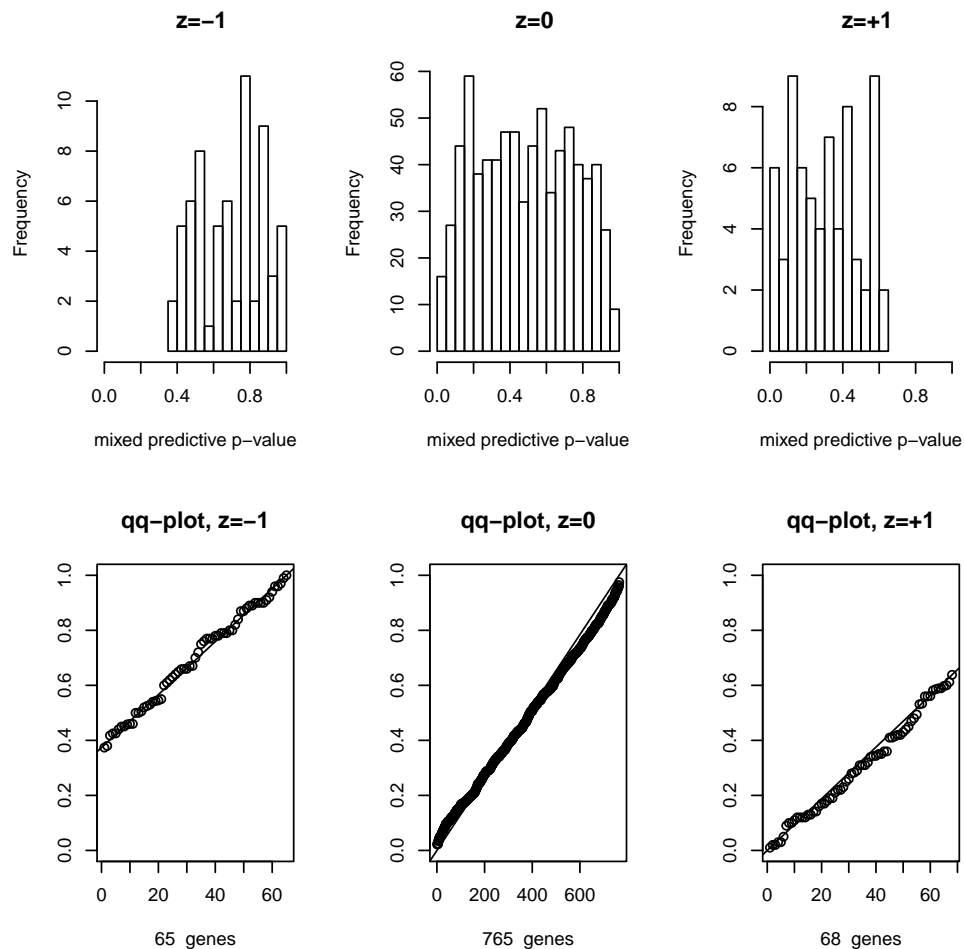 z=−1
z=0
z=+1
Frequency
0 2 4 6 8 10
0.0 0.4 0.8
mixed predictive p−value
Frequency
0 10 20 30 40 50 60
0.0 0.4 0.8
mixed predictive p−value
Frequency
0 2 4 6 8
0.0 0.4 0.8
mixed predictive p−value
qq−plot, z=−1
qq−plot, z=0
qq−plot, z=+1
0.0 0.2 0.4 0.6 0.8 1.0
0 20 40 60
65 genes
0.0 0.2 0.4 0.6 0.8 1.0
0 200 400 600
765 genes
0.0 0.2 0.4 0.6 0.8 1.0
0 20 40 60
68 genes